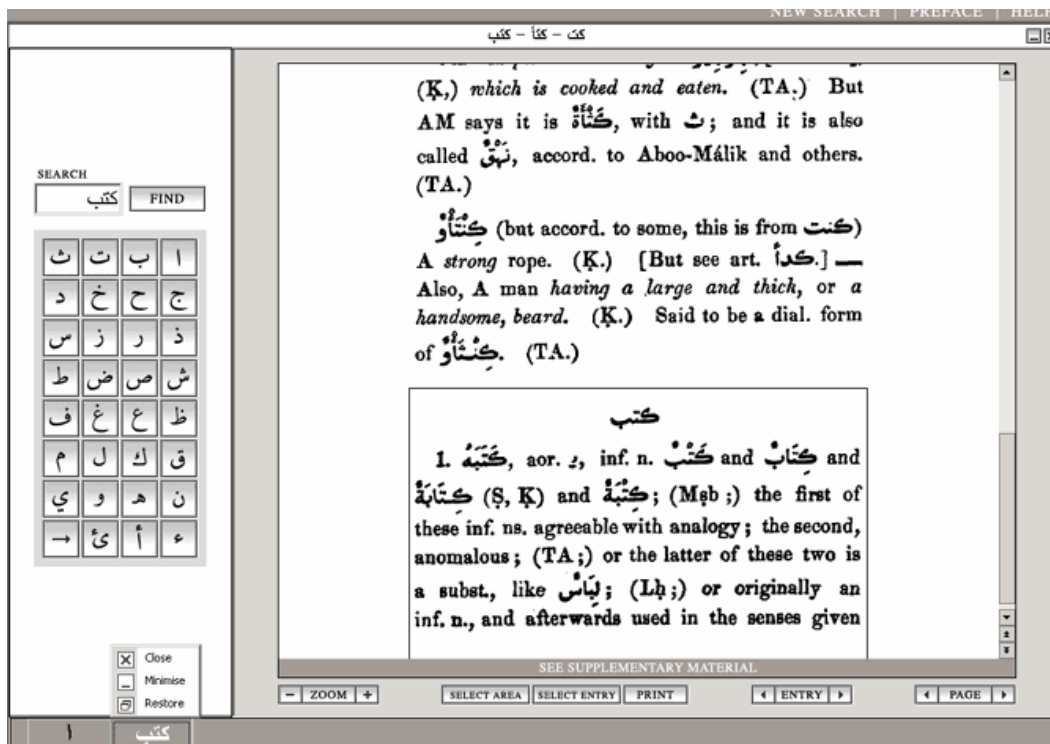 NEW SEARCH | PREFACE | HELP
كتّ – كتأ – كتب
SEARCH
كتب
FIND
ا ب ت ث
ج ح خ د
ذ ر ز س
ش ص ض ط
ظ ع غ ف
ق ك ل م
ن ه و ي
ء أ ئ →
(Ḳ,) which is cooked and eaten. (TA.) But
AM says it is كَثْأَةٌ, with ث; and it is also
called نَهْقٌ, accord. to Aboo-Málik and others.
(TA.)
كِنْتَأْوٌ (but accord. to some, this is from كنت)
A strong rope. (Ḳ.) [But see art. كدأ.] —
Also, A man having a large and thick, or a
handsome, beard. (Ḳ.) Said to be a dial. form
of كِنْثَأْوٌ. (TA.)
كتب
1. كَتَبَهُ, aor. ـُ, inf. n. كَتْبٌ and كِتَابٌ and
كِتَابَةٌ (Ṣ, Ḳ) and كِتْبَةٌ; (Mṣb;) the first of
these inf. ns. agreeable with analogy; the second,
anomalous; (TA;) or the latter of these two is
a subst., like لِبَاسٌ; (Lḥ;) or originally an
inf. n., and afterwards used in the senses given
SEE SUPPLEMENTARY MATERIAL
− ZOOM +
SELECT AREA
SELECT ENTRY
PRINT
ENTRY
PAGE
Close
Minimise
Restore
ا
كتب